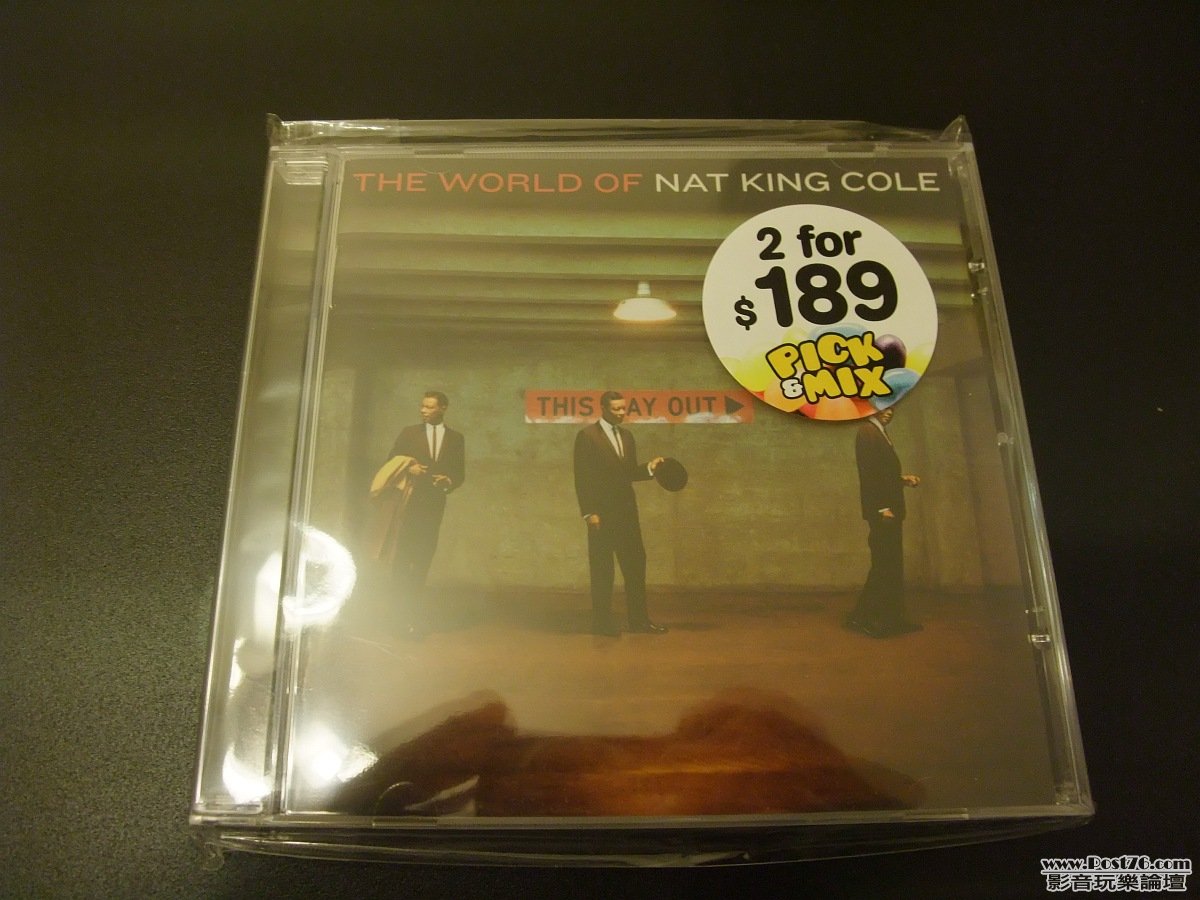 THE WORLD OF NAT KING COLE
2 for
$189
PICK
&MIX
THIS WAY OUT
www.Post76.com
影音玩樂論壇